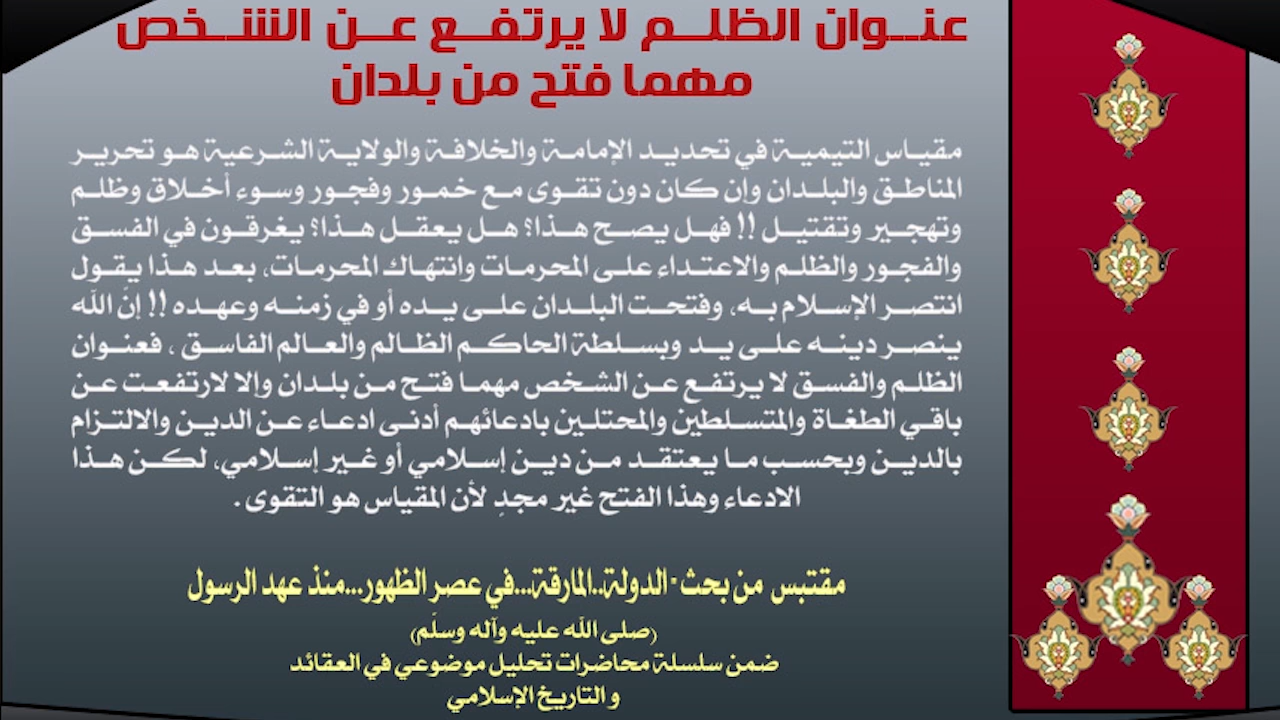 عنوان الظلم لا يرتفع عن الشخص
مهما فتح من بلدان
مقياس التيمية في تحديد الإمامة والخلافة والولاية الشرعية هو تحرير
المناطق والبلدان وإن كان دون تقوى مع خمور وفجور وسوء أخلاق وظلم
وتهجير وتقتيل !! فهل يصح هذا؟ هل يعقل هذا؟ يغرقون في الفسق
والفجور والظلم والاعتداء على المحرمات وانتهاك المحرمات، بعد هذا يقول
انتصر الإسلام به، وفتحت البلدان على يده أو في زمنه وعهده !! إنّ الله
ينصر دينه على يد وبسلطة الحاكم الظالم والعالم الفاسق ، فعنوان
الظلم والفسق لا يرتفع عن الشخص مهما فتح من بلدان وإلا لارتفعت عن
باقي الطغاة والمتسلطين والمحتلين بادعائهم أدنى ادعاء عن الدين والالتزام
بالدين وبحسب ما يعتقد من دين إسلامي أو غير إسلامي، لكن هذا
الادعاء وهذا الفتح غير مجدٍ لأن المقياس هو التقوى .
مقتبس من بحث - الدولة..المارقة...في عصر الظهور...منذ عهد الرسول
(صلى الله عليه وآله وسلّم)
ضمن سلسلة محاضرات تحليل موضوعي في العقائد
و التاريخ الإسلامي